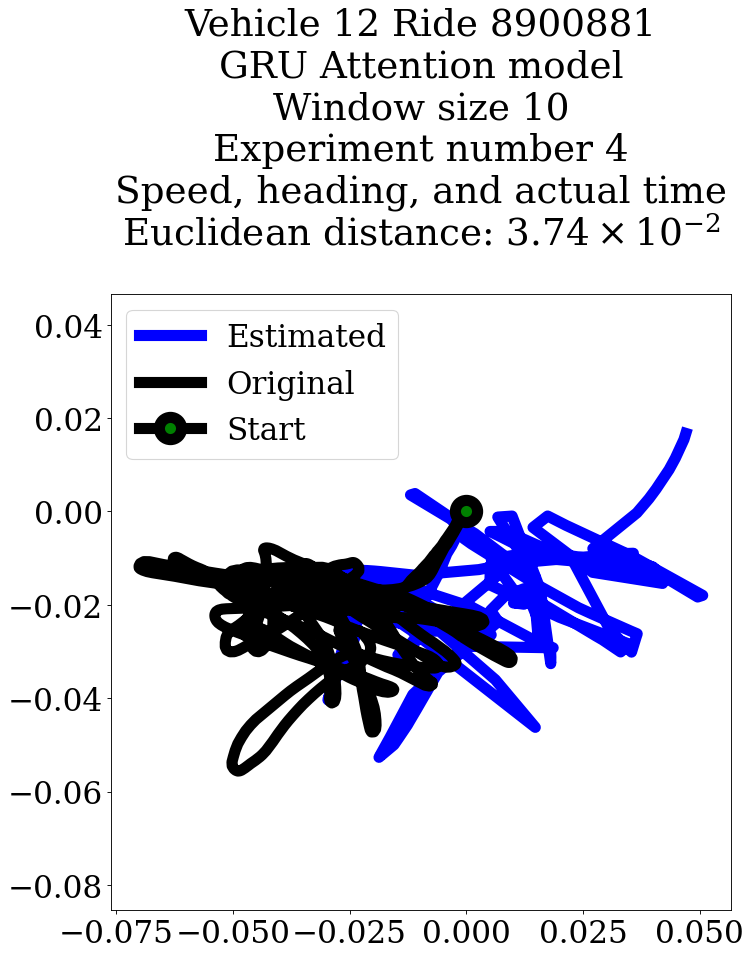 Vehicle 12 Ride 8900881
GRU Attention model
Window size 10
Experiment number 4
Speed, heading, and actual time
Euclidean distance: 3.74 × 10⁻²
Estimated
Original
Start
0.04
0.02
0.00
−0.02
−0.04
−0.06
−0.08
−0.075 −0.050 −0.025 0.000 0.025 0.050